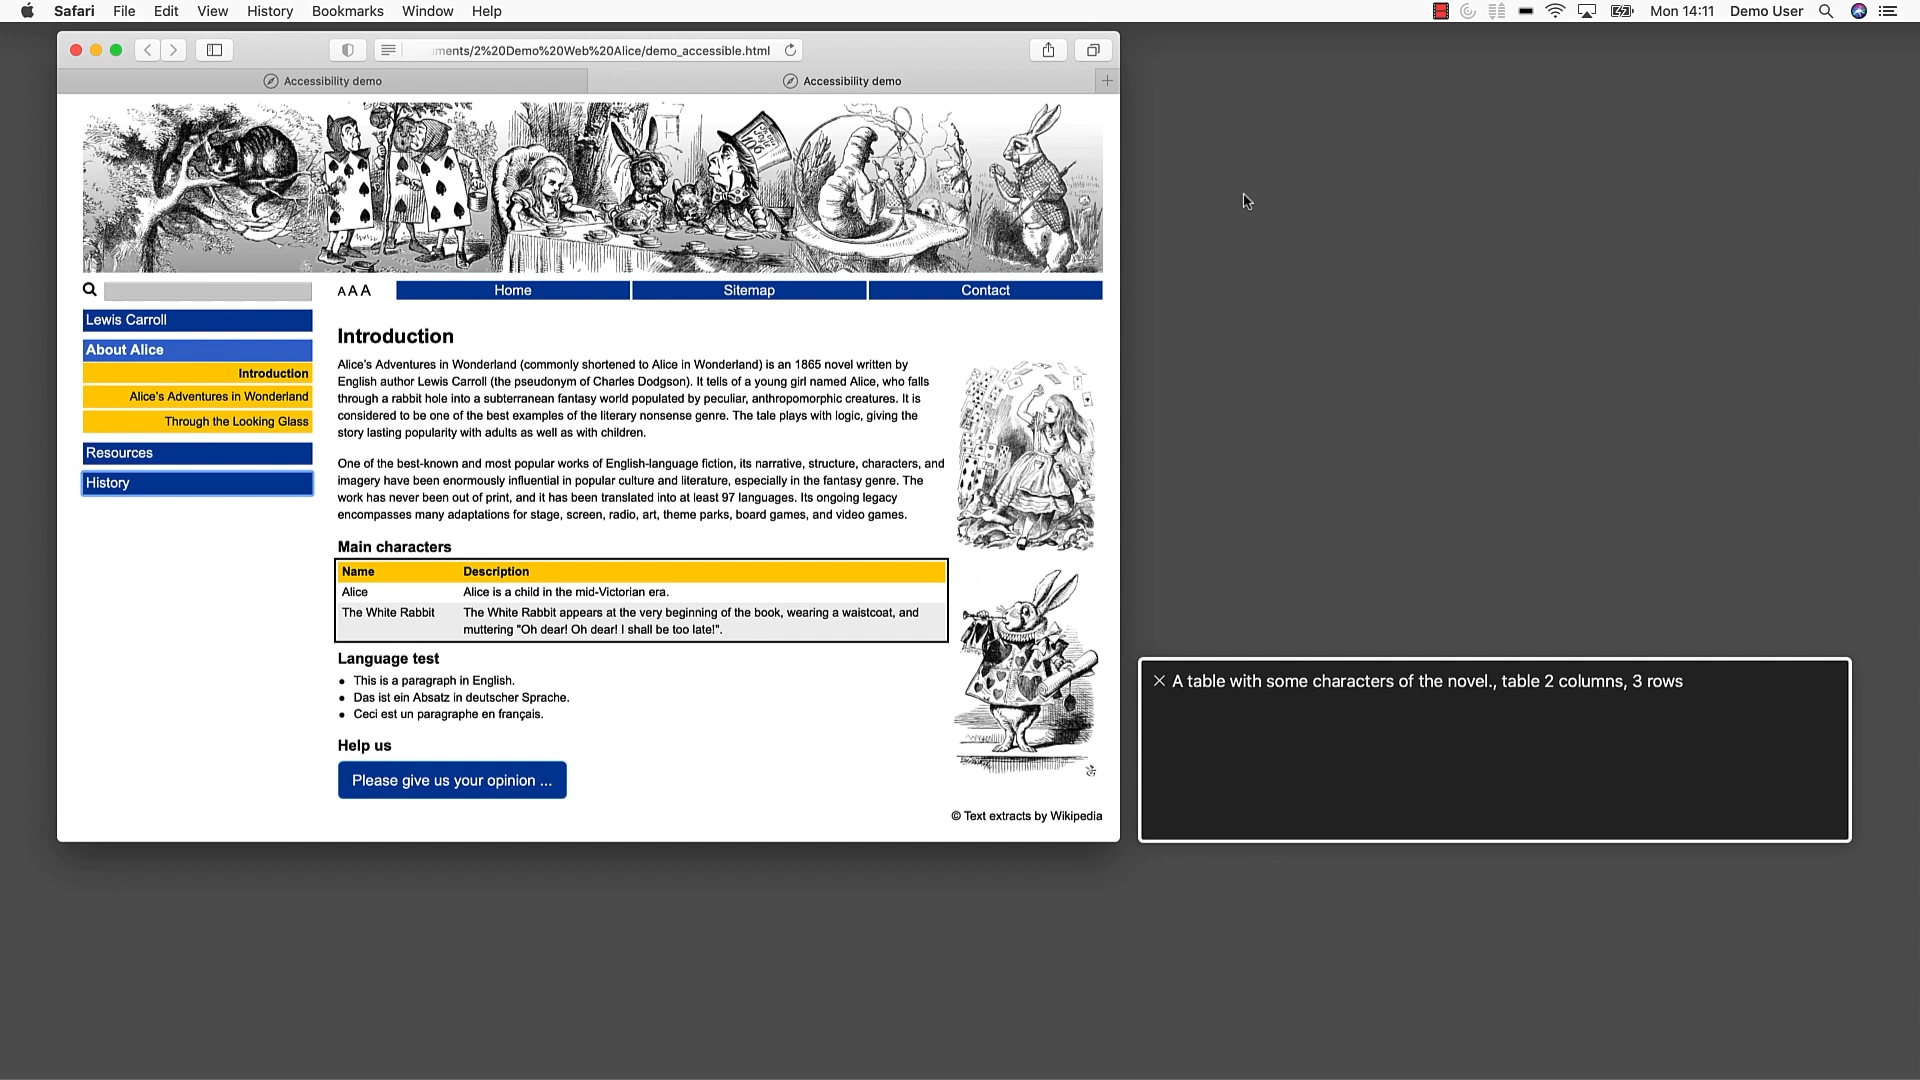 Safari File Edit View History Bookmarks Window Help Mon 14:11 Demo User
ments/2%20Demo%20Web%20Alice/demo_accessible.html
Accessibility demo Accessibility demo
AAA Home Sitemap Contact
Lewis Carroll
About Alice
Introduction
Alice's Adventures in Wonderland
Through the Looking Glass
Resources
History
Introduction
Alice's Adventures in Wonderland (commonly shortened to Alice in Wonderland) is an 1865 novel written by
English author Lewis Carroll (the pseudonym of Charles Dodgson). It tells of a young girl named Alice, who falls
through a rabbit hole into a subterranean fantasy world populated by peculiar, anthropomorphic creatures. It is
considered to be one of the best examples of the literary nonsense genre. The tale plays with logic, giving the
story lasting popularity with adults as well as with children.
One of the best-known and most popular works of English-language fiction, its narrative, structure, characters, and
imagery have been enormously influential in popular culture and literature, especially in the fantasy genre. The
work has never been out of print, and it has been translated into at least 97 languages. Its ongoing legacy
encompasses many adaptations for stage, screen, radio, art, theme parks, board games, and video games.
Main characters
Name Description
Alice Alice is a child in the mid-Victorian era.
The White Rabbit The White Rabbit appears at the very beginning of the book, wearing a waistcoat, and
muttering "Oh dear! Oh dear! I shall be too late!".
Language test
This is a paragraph in English.
Das ist ein Absatz in deutscher Sprache.
Ceci est un paragraphe en français.
Help us
Please give us your opinion ...
© Text extracts by Wikipedia
A table with some characters of the novel., table 2 columns, 3 rows